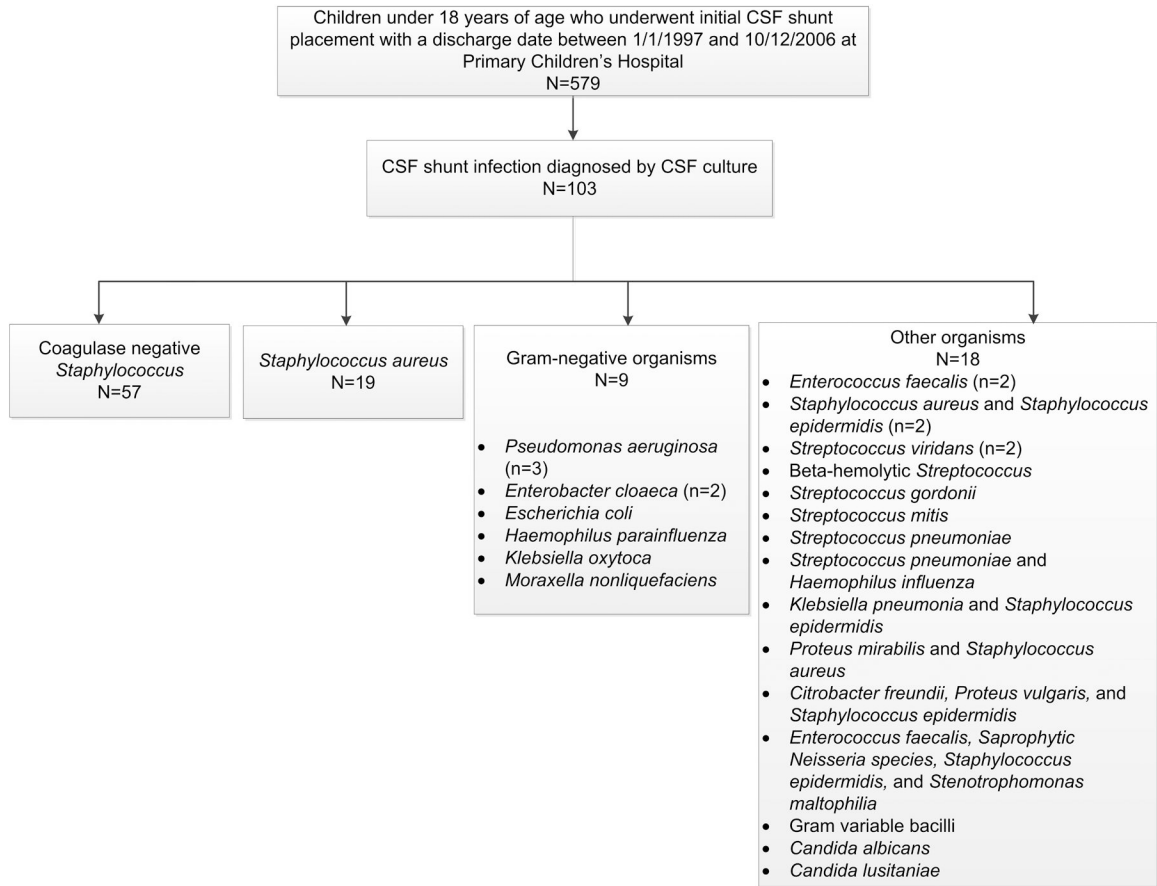 Children under 18 years of age who underwent initial CSF shunt
placement with a discharge date between 1/1/1997 and 10/12/2006 at
Primary Children's Hospital
N=579
CSF shunt infection diagnosed by CSF culture
N=103
Coagulase negative
Staphylococcus
N=57
Staphylococcus aureus
N=19
Gram-negative organisms
N=9
• Pseudomonas aeruginosa
(n=3)
• Enterobacter cloaeca (n=2)
• Escherichia coli
• Haemophilus parainfluenza
• Klebsiella oxytoca
• Moraxella nonliquefaciens
Other organisms
N=18
• Enterococcus faecalis (n=2)
• Staphylococcus aureus and Staphylococcus
epidermidis (n=2)
• Streptococcus viridans (n=2)
• Beta-hemolytic Streptococcus
• Streptococcus gordonii
• Streptococcus mitis
• Streptococcus pneumoniae
• Streptococcus pneumoniae and
Haemophilus influenza
• Klebsiella pneumonia and Staphylococcus
epidermidis
• Proteus mirabilis and Staphylococcus
aureus
• Citrobacter freundii, Proteus vulgaris, and
Staphylococcus epidermidis
• Enterococcus faecalis, Saprophytic
Neisseria species, Staphylococcus
epidermidis, and Stenotrophomonas
maltophilia
• Gram variable bacilli
• Candida albicans
• Candida lusitaniae